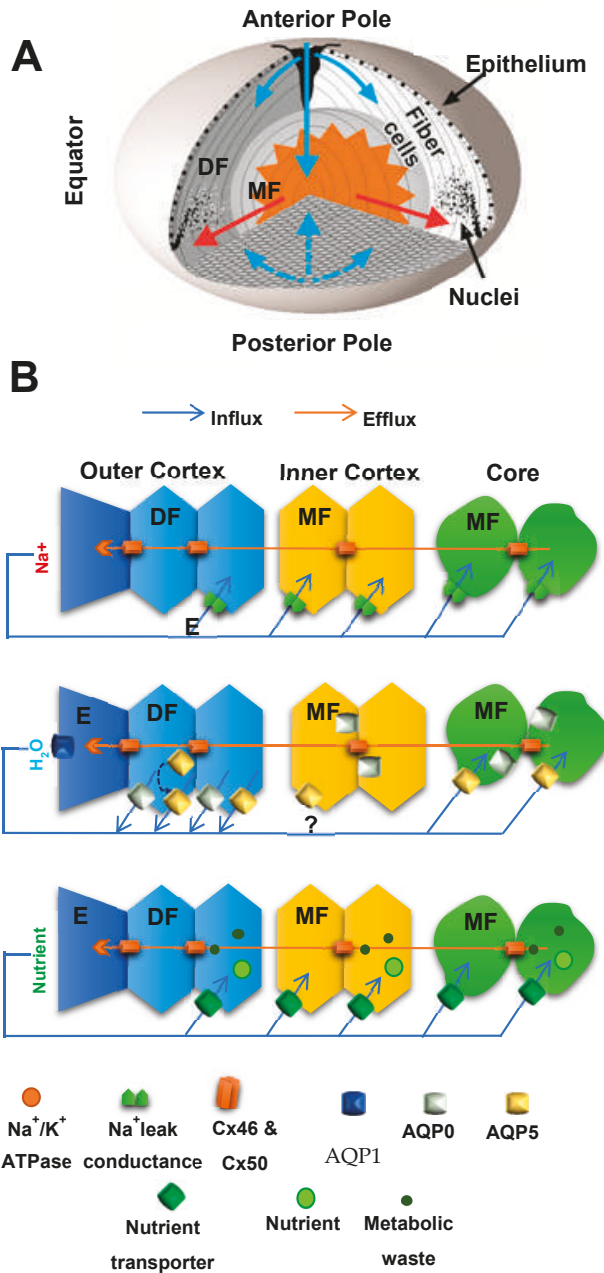 Anterior Pole
A
Epithelium
Equator
Fiber
cells
DF
MF
Nuclei
Posterior Pole
B
Influx
Efflux
Outer Cortex
Inner Cortex
Core
Na+
DF
MF
MF
E
H₂O
E
DF
MF
MF
?
Nutrient
E
DF
MF
MF
Na⁺/K⁺
ATPase
Na⁺leak
conductance
Cx46 &
Cx50
AQP1
AQP0
AQP5
Nutrient
transporter
Nutrient
Metabolic
waste